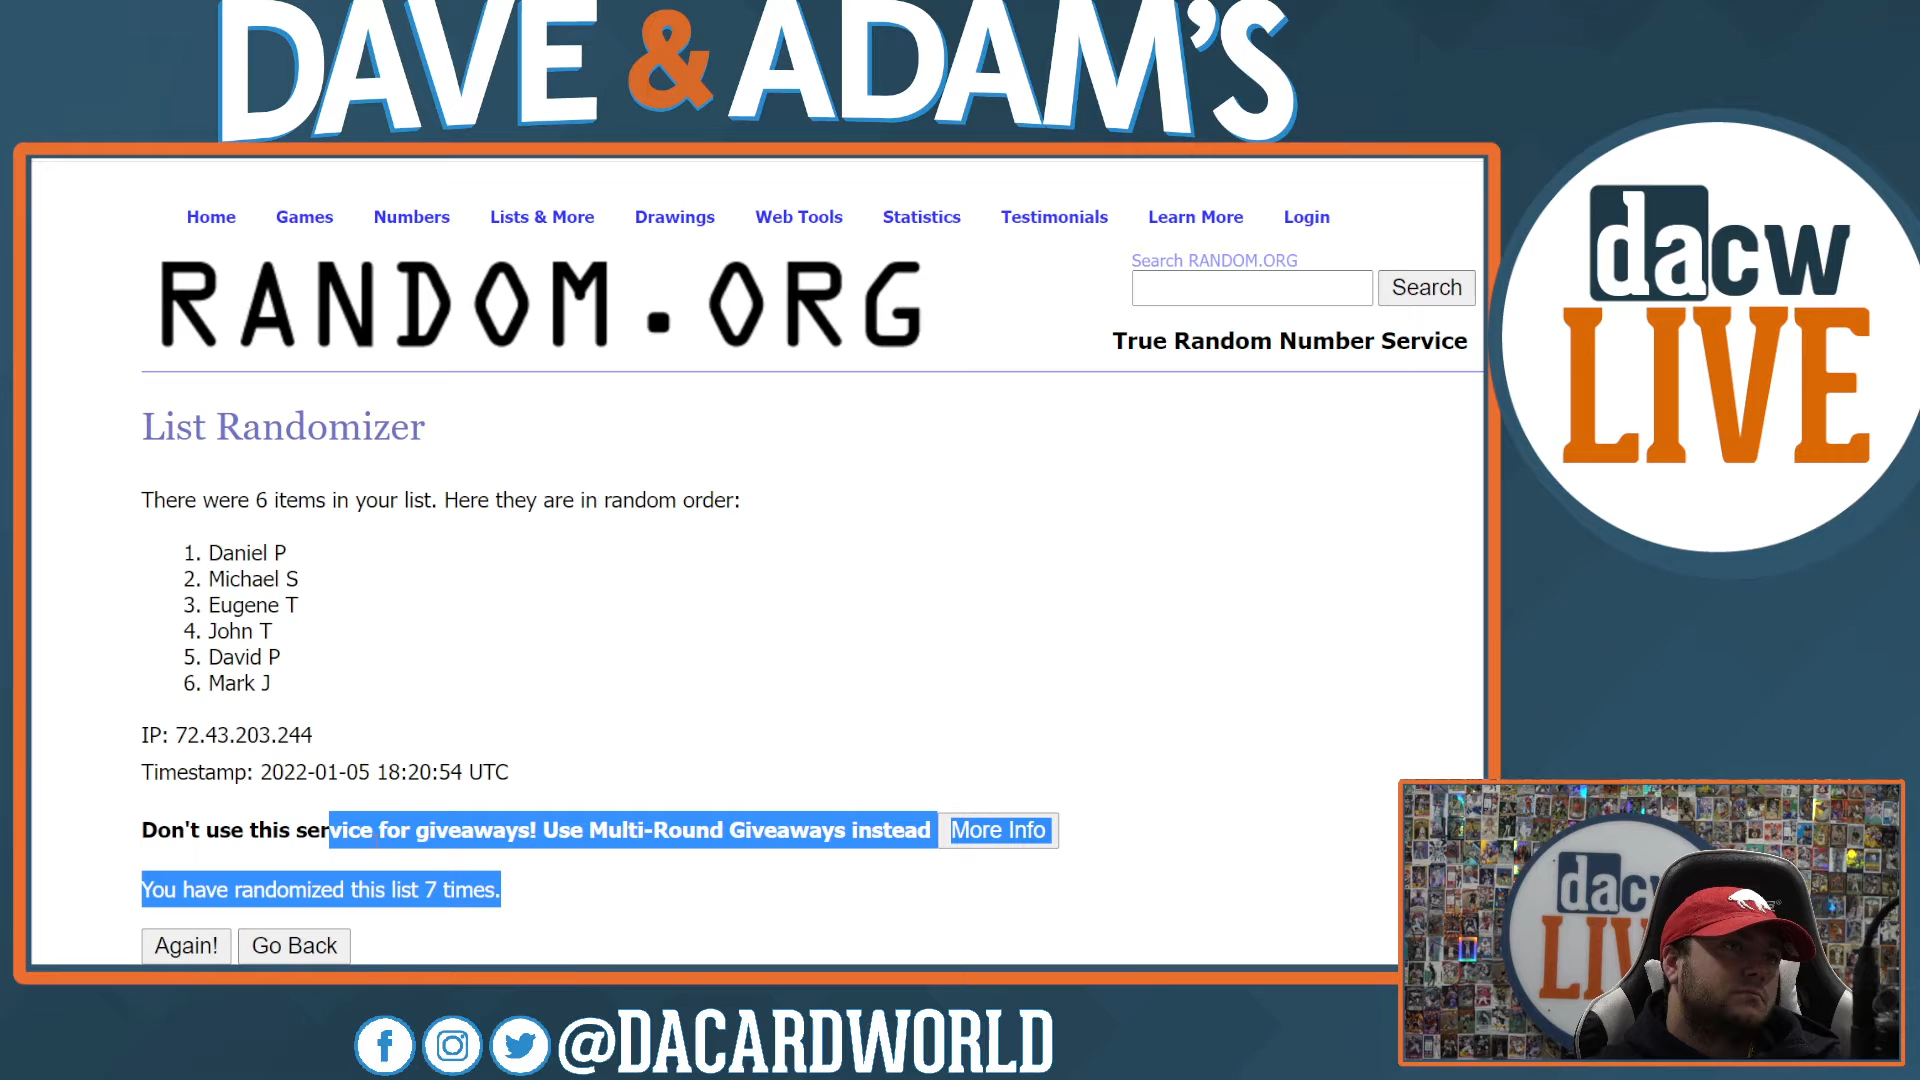 DAVE & ADAM'S
Home Games Numbers Lists & More Drawings Web Tools Statistics Testimonials Learn More Login
RANDOM.ORG
Search RANDOM.ORG
Search
True Random Number Service
List Randomizer
There were 6 items in your list. Here they are in random order:
1. Daniel P
2. Michael S
3. Eugene T
4. John T
5. David P
6. Mark J
IP: 72.43.203.244
Timestamp: 2022-01-05 18:20:54 UTC
Don't use this service for giveaways! Use Multi-Round Giveaways instead More Info
You have randomized this list 7 times.
Again! Go Back
@DACARDWORLD
dacw
LIVE
dacw
LIV